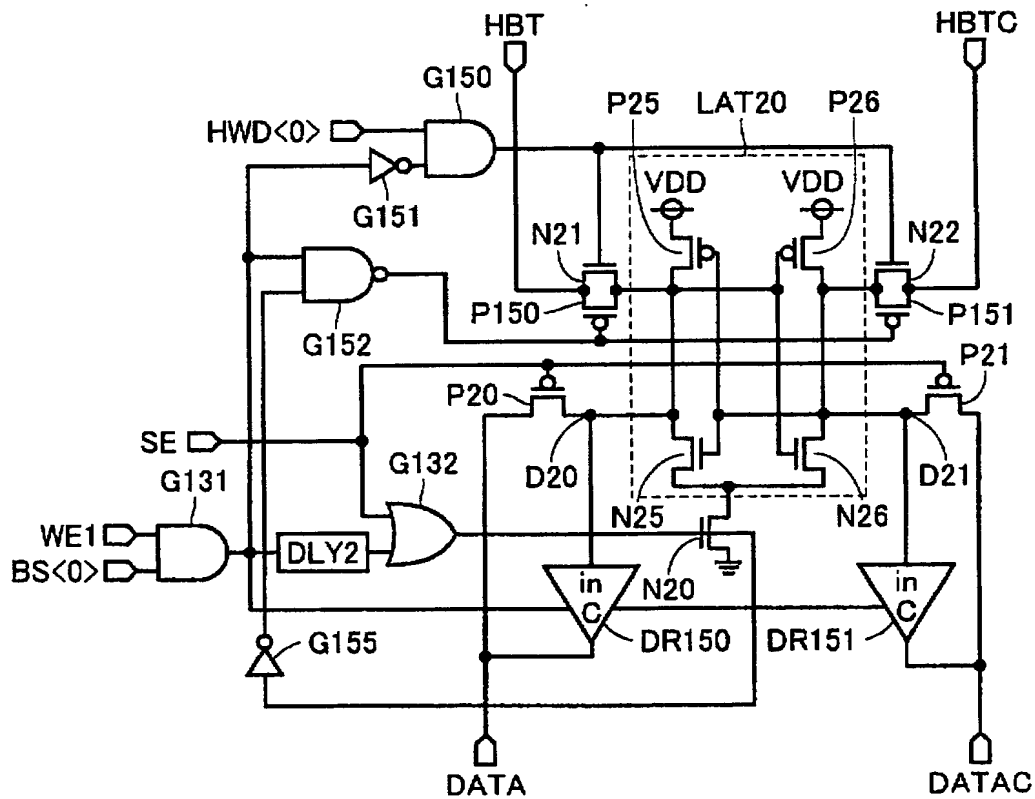 HBT
HBTC
G150
P25
LAT20
P26
HWD<0>
VDD
VDD
G151
N21
N22
P150
P151
G152
P20
P21
SE
G131
G132
D20
D21
WE1
DLY2
N25
N26
BS<0>
N20
in
C
in
C
G155
DR150
DR151
DATA
DATAC